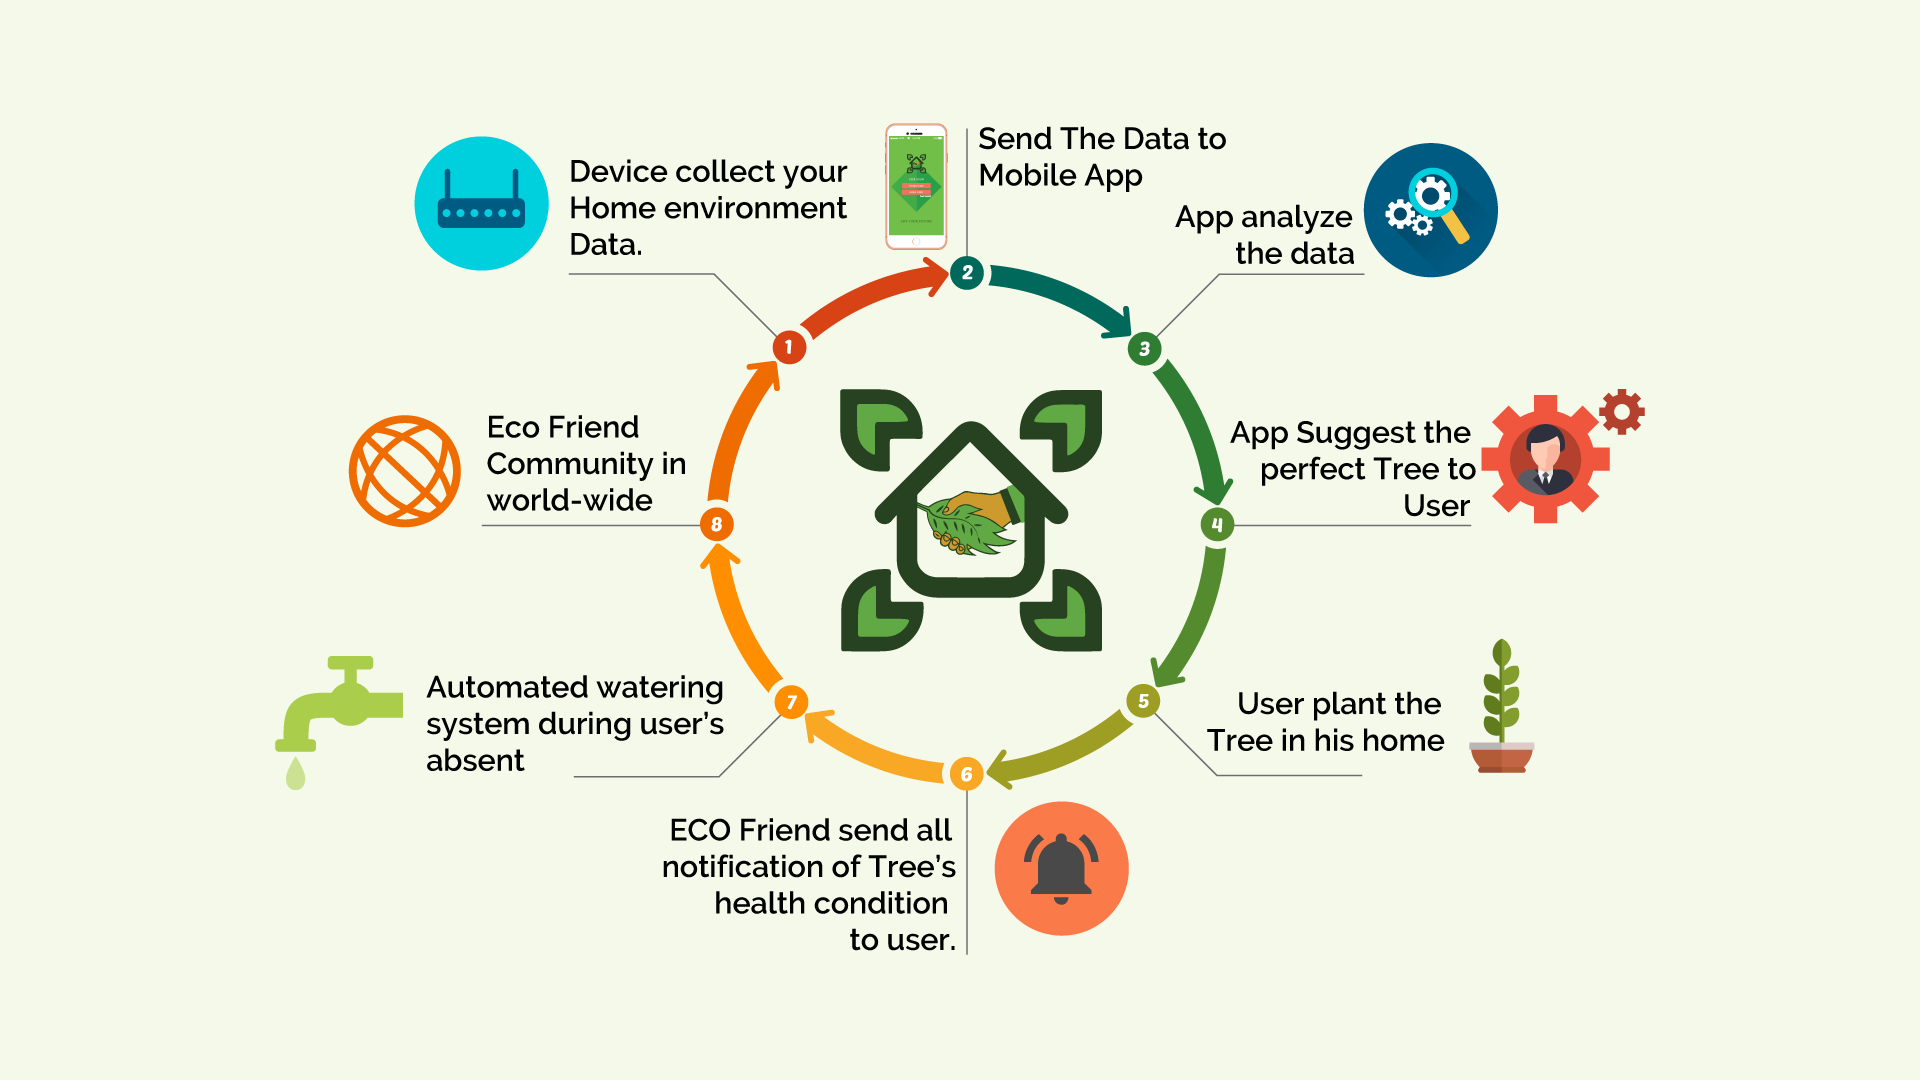 1
Device collect your
Home environment
Data.
2
Send The Data to
Mobile App
3
App analyze
the data
4
App Suggest the
perfect Tree to
User
5
User plant the
Tree in his home
6
ECO Friend send all
notification of Tree's
health condition
to user.
7
Automated watering
system during user's
absent
8
Eco Friend
Community in
world-wide